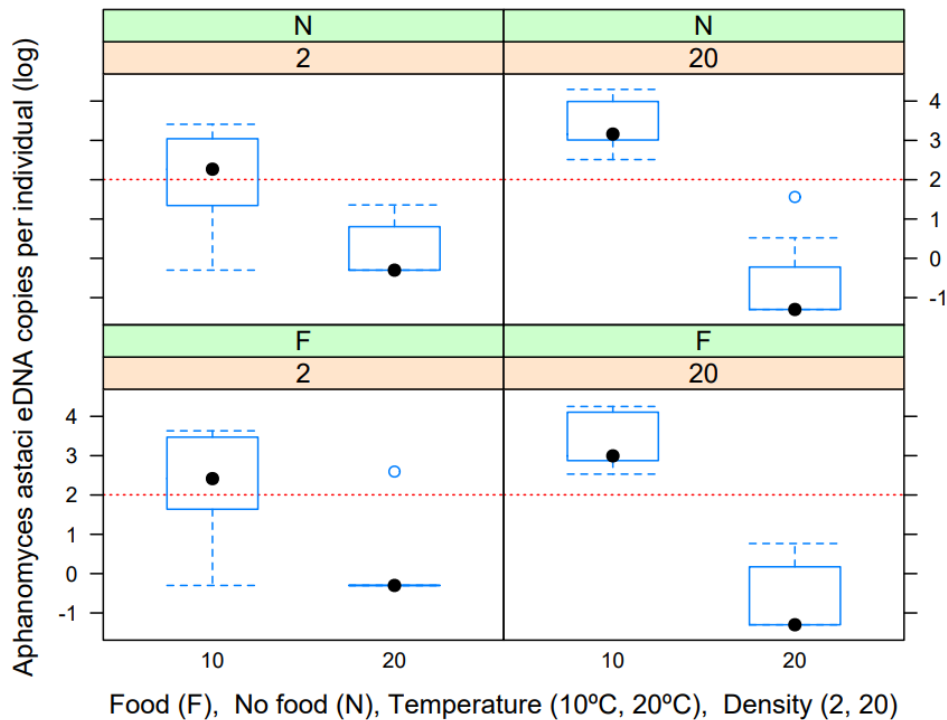 Aphanomyces astaci eDNA copies per individual (log)
N N
2 20
4
3
2
1
0
-1
F F
2 20
4
3
2
1
0
-1
10 20 10 20
Food (F), No food (N), Temperature (10ºC, 20ºC), Density (2, 20)